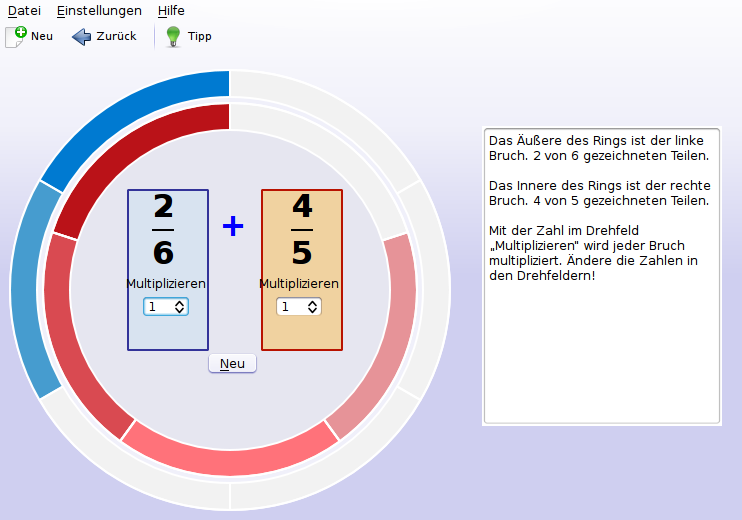 Datei Einstellungen Hilfe
Neu Zurück Tipp
2 + 4
6 5
Multiplizieren Multiplizieren
1 1
Neu
Das Äußere des Rings ist der linke
Bruch. 2 von 6 gezeichneten Teilen.
Das Innere des Rings ist der rechte
Bruch. 4 von 5 gezeichneten Teilen.
Mit der Zahl im Drehfeld
„Multiplizieren" wird jeder Bruch
multipliziert. Ändere die Zahlen in
den Drehfeldern!